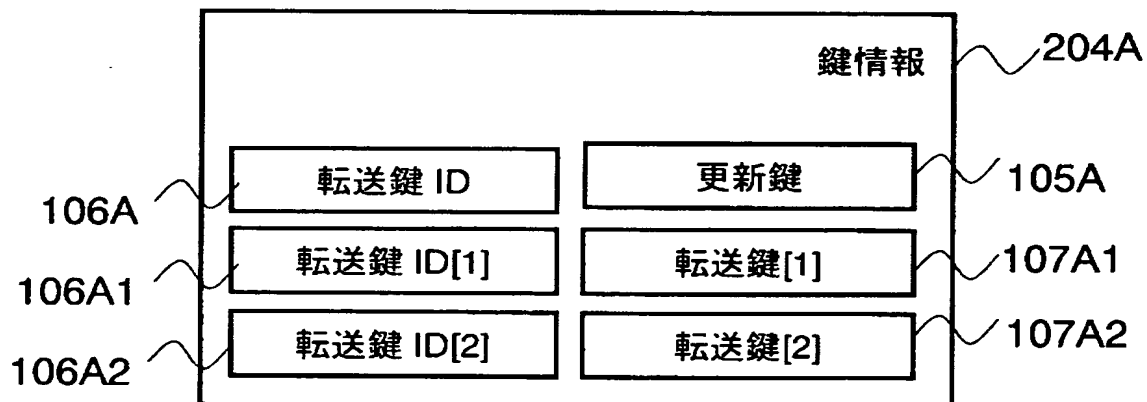 鍵情報
204A
転送鍵 ID
更新鍵
106A
105A
転送鍵 ID[1]
転送鍵[1]
106A1
107A1
転送鍵 ID[2]
転送鍵[2]
106A2
107A2